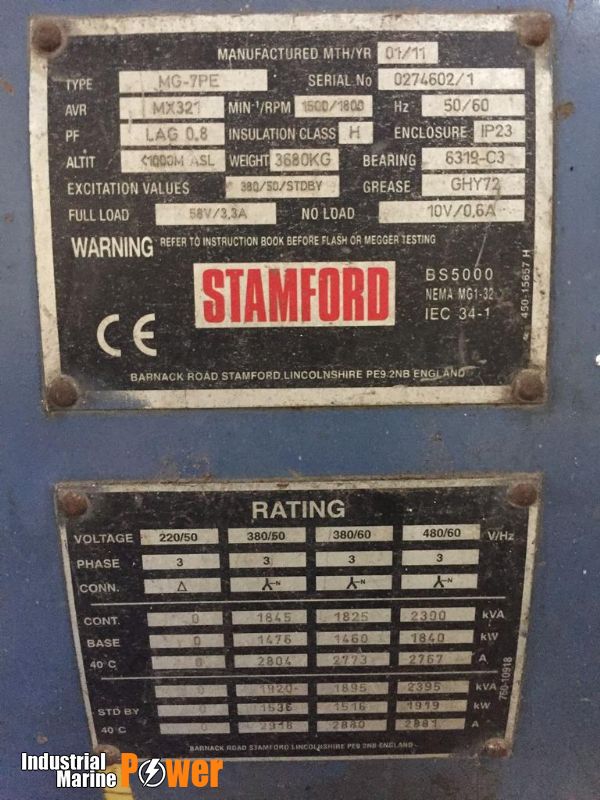 MANUFACTURED MTH/YR 01/11
TYPE MG-7PE SERIAL No 0274602/1
AVR MX321 MIN⁻¹/RPM 1500/1800 Hz 50/60
PF LAG 0.8 INSULATION CLASS H ENCLOSURE IP23
ALTIT <1000M ASL WEIGHT 3680KG BEARING 6319-C3
EXCITATION VALUES 380/50/STDBY GREASE GHY72
FULL LOAD 58V/3.3A NO LOAD 10V/0.6A
WARNING REFER TO INSTRUCTION BOOK BEFORE FLASH OR MEGGER TESTING
STAMFORD
BS5000
NEMA MG1-32
IEC 34-1
450-15657 H
CE
BARNACK ROAD STAMFORD, LINCOLNSHIRE PE9 2NB ENGLAND
RATING
VOLTAGE 220/50 380/50 380/60 480/60 V/Hz
PHASE 3 3 3 3
CONN. Δ N N N
CONT. 0 1845 1825 2300 kVA
BASE 0 1476 1460 1840 kW
40°C 0 2804 2773 2767 A
0 1920 1895 2395 kVA
STD BY 0 1536 1516 1919 kW
40°C 0 2918 2880 2881 A
760-10918
BARNACK ROAD STAMFORD LINCOLNSHIRE PE9 2NB ENGLAND
Industrial
Marine Power